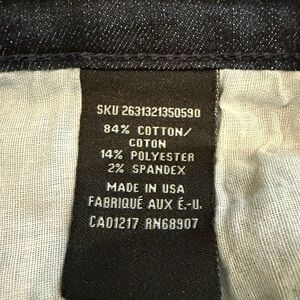 SKU 2631321350590
84% COTTON/
COTON
14% POLYESTER
2% SPANDEX
MADE IN USA
FABRIQUÉ AUX É.-U.
CA01217 RN68907